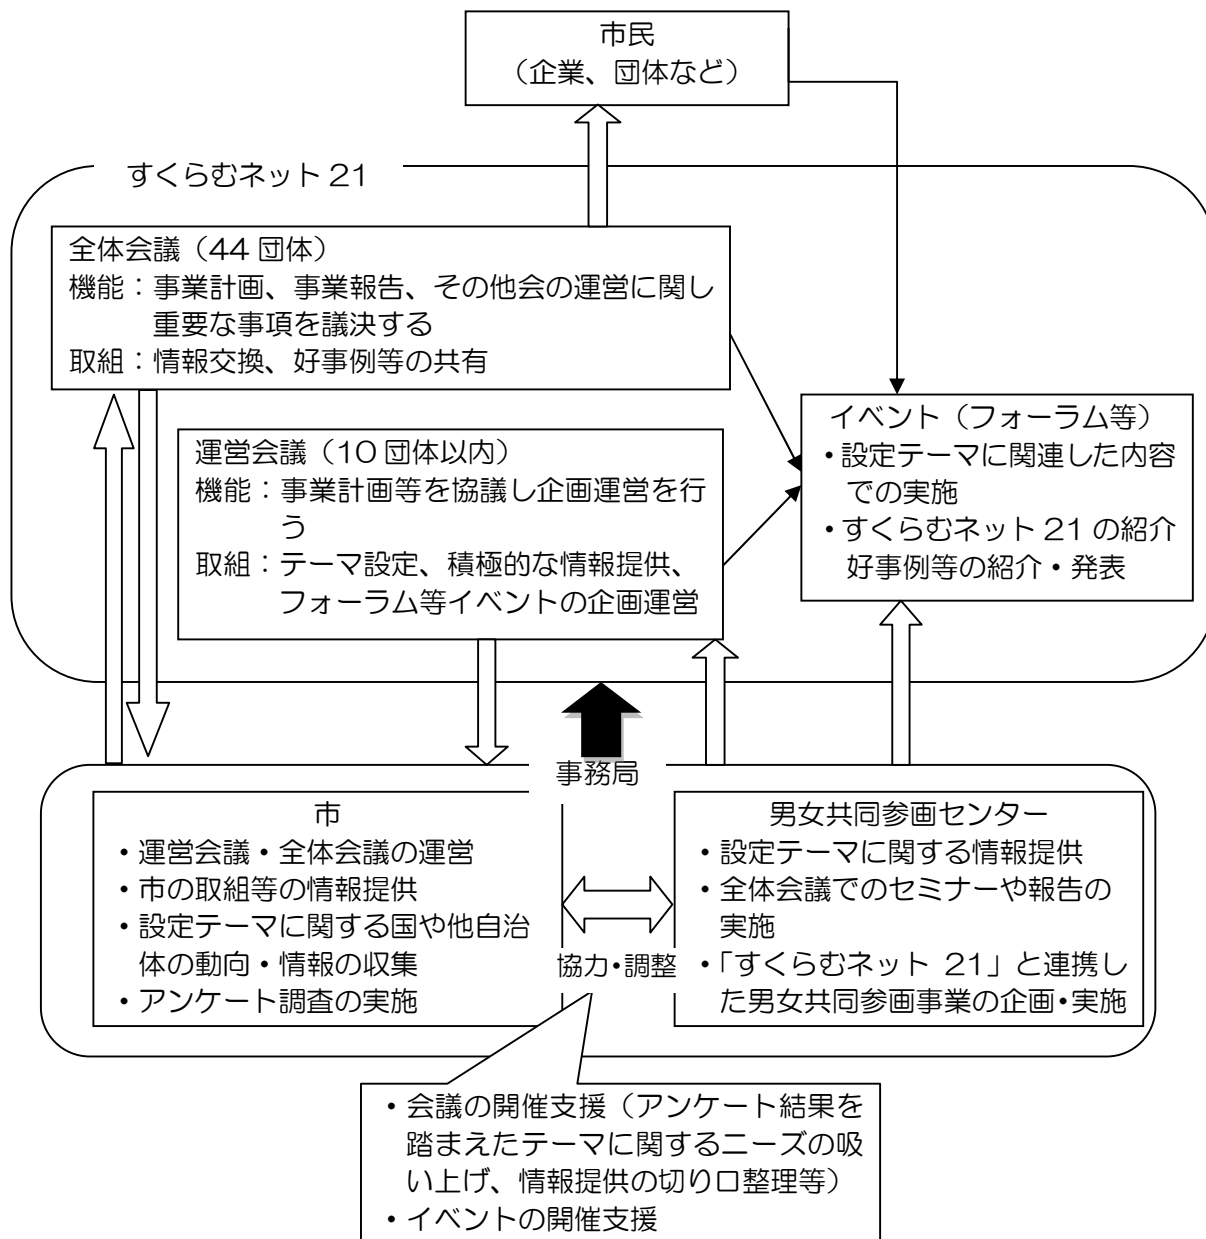 市民
（企業、団体など）
すくらむネット 21
全体会議（44 団体）
機能：事業計画、事業報告、その他会の運営に関し
重要な事項を議決する
取組：情報交換、好事例等の共有
運営会議（10 団体以内）
機能：事業計画等を協議し企画運営を行
う
取組：テーマ設定、積極的な情報提供、
フォーラム等イベントの企画運営
イベント（フォーラム等）
・設定テーマに関連した内容
での実施
・すくらむネット 21 の紹介
好事例等の紹介・発表
事務局
市
・運営会議・全体会議の運営
・市の取組等の情報提供
・設定テーマに関する国や他自治
体の動向・情報の収集
・アンケート調査の実施
協力・調整
男女共同参画センター
・設定テーマに関する情報提供
・全体会議でのセミナーや報告の
実施
・「すくらむネット 21」と連携し
た男女共同参画事業の企画・実施
・会議の開催支援（アンケート結果を
踏まえたテーマに関するニーズの吸
い上げ、情報提供の切り口整理等）
・イベントの開催支援